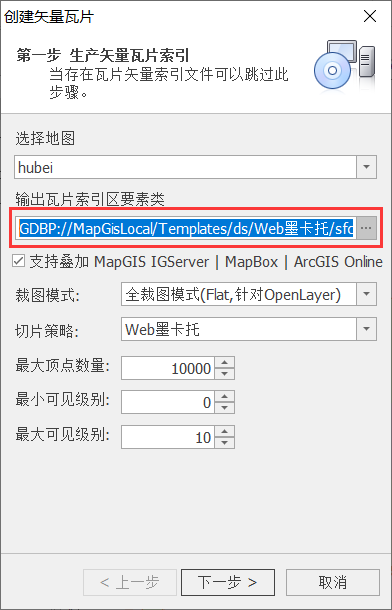 创建矢量瓦片
第一步 生产矢量瓦片索引
当存在瓦片矢量索引文件可以跳过此
步骤。
选择地图
hubei
输出瓦片索引区要素类
GDBP://MapGisLocal/Templates/ds/Web墨卡托/sfc
...
支持叠加 MapGIS IGServer | MapBox | ArcGIS Online
裁图模式: 全裁图模式(Flat,针对OpenLayer)
切片策略: Web墨卡托
最大顶点数量: 10000
最小可见级别: 0
最大可见级别: 10
< 上一步 下一步 > 取消